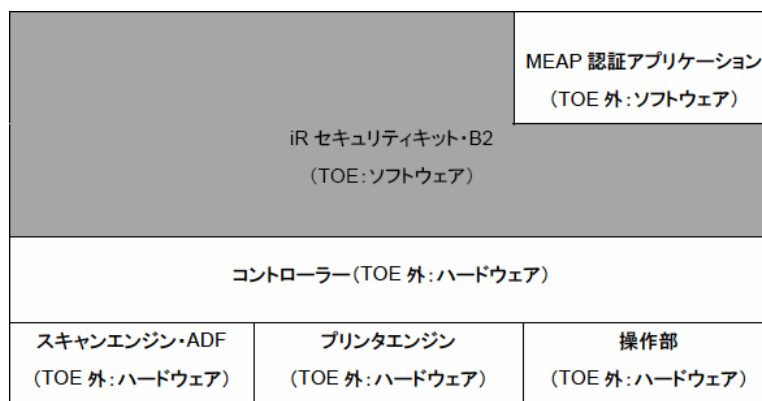 MEAP 認証アプリケーション
(TOE 外:ソフトウェア)
iR セキュリティキット・B2
(TOE:ソフトウェア)
コントローラー(TOE 外:ハードウェア)
スキャンエンジン・ADF
(TOE 外:ハードウェア)
プリンタエンジン
(TOE 外:ハードウェア)
操作部
(TOE 外:ハードウェア)